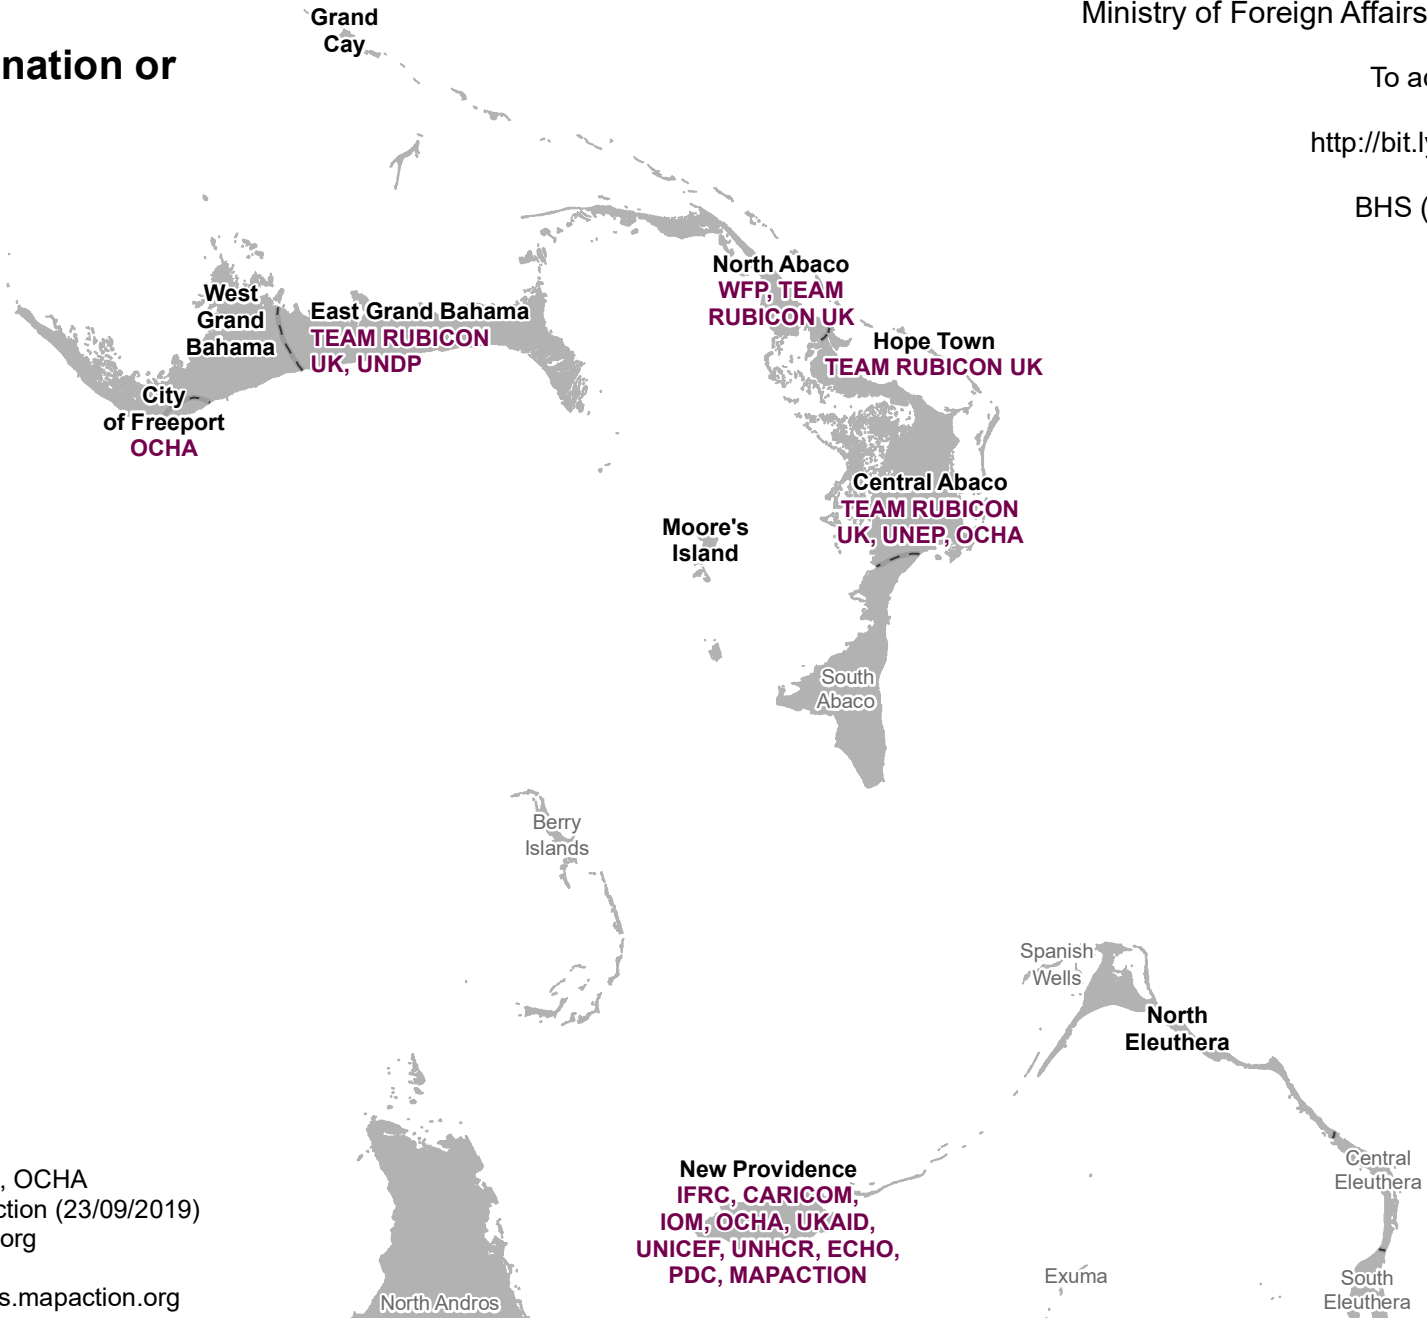 Grand
Cay
nation or
Ministry of Foreign Affairs
To a
http://bit.ly
BHS (
West
Grand
Bahama
East Grand Bahama
TEAM RUBICON
UK, UNDP
City
of Freeport
OCHA
North Abaco
WFP, TEAM
RUBICON UK
Hope Town
TEAM RUBICON UK
Central Abaco
TEAM RUBICON
UK, UNEP, OCHA
Moore's
Island
South
Abaco
Berry
Islands
Spanish
Wells
North
Eleuthera
Central
Eleuthera
South
Eleuthera
New Providence
IFRC, CARICOM,
IOM, OCHA, UKAID,
UNICEF, UNHCR, ECHO,
PDC, MAPACTION
Exuma
North Andros
, OCHA
ction (23/09/2019)
org
s.mapaction.org